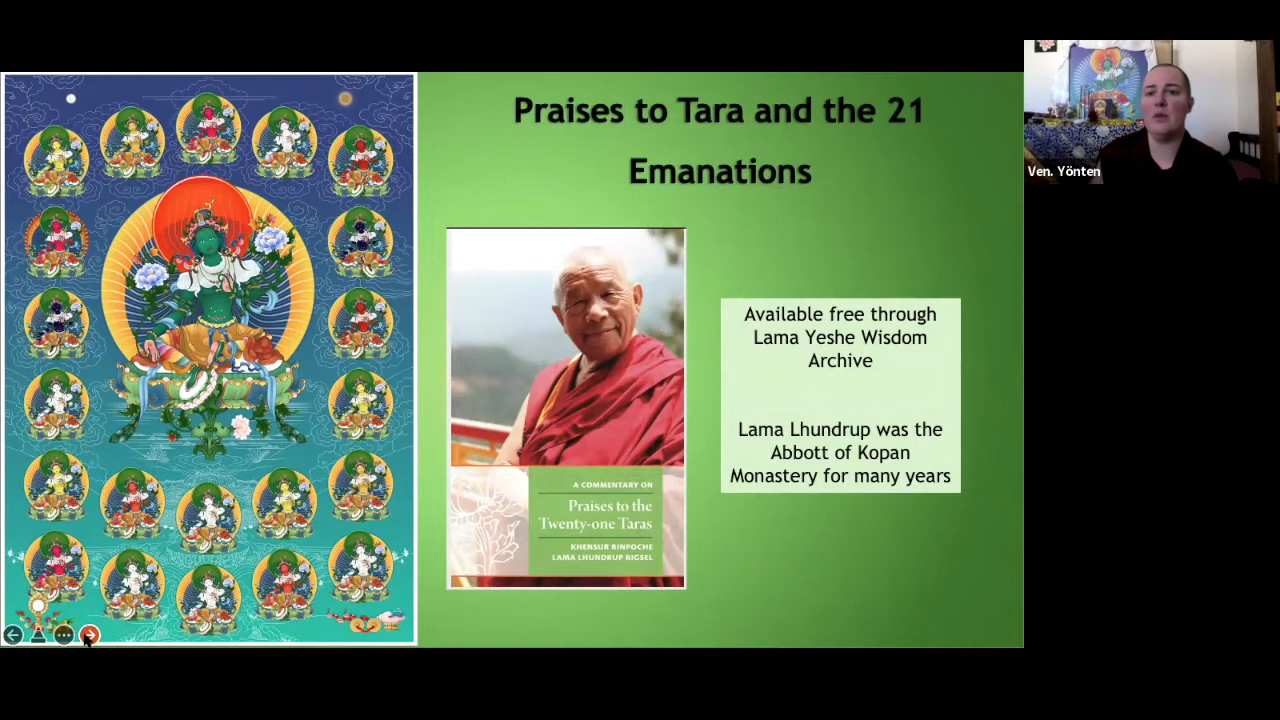 Praises to Tara and the 21
Emanations
A COMMENTARY ON
Praises to the
Twenty-one Taras
KHENSUR RINPOCHE
LAMA LHUNDRUP RIGSEL
Available free through
Lama Yeshe Wisdom
Archive
Lama Lhundrup was the
Abbott of Kopan
Monastery for many years
Ven. Yönten